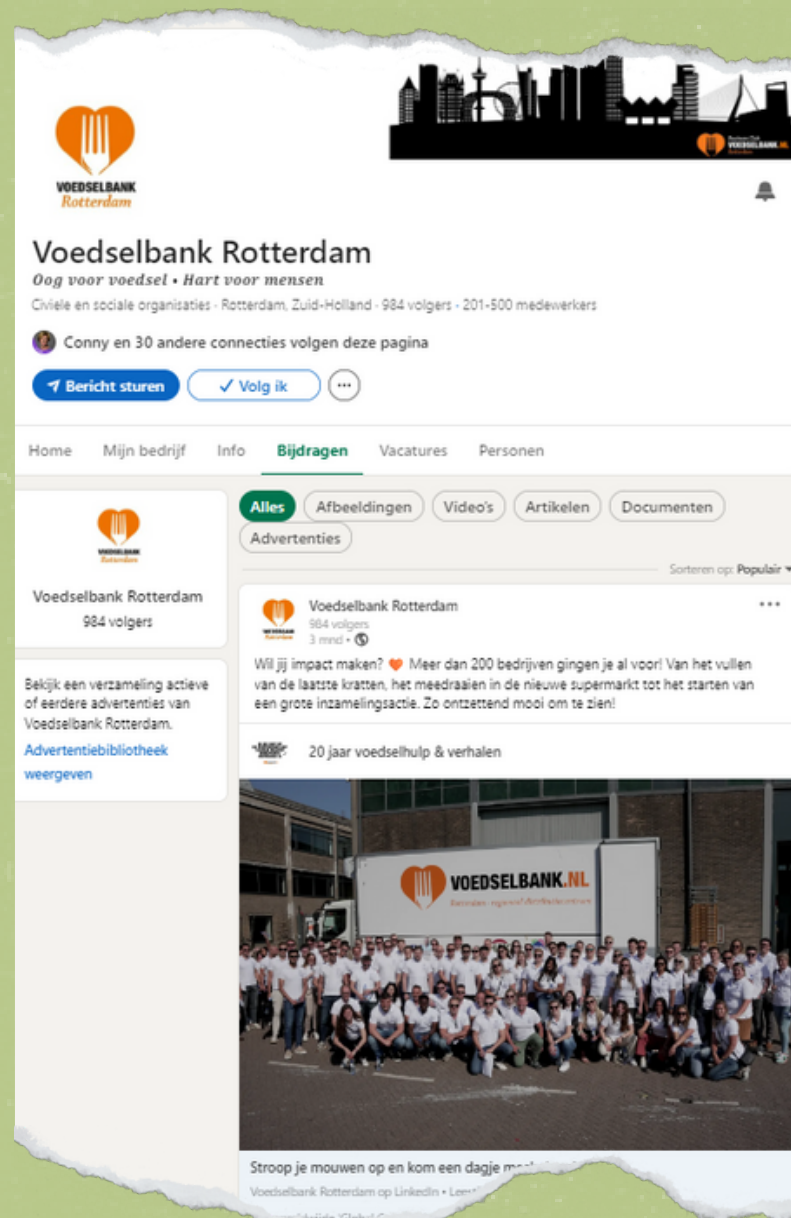 VOEDSELBANK
Rotterdam
VOEDSELBANK.NL
Voedselbank Rotterdam
Oog voor voedsel • Hart voor mensen
Civiele en sociale organisaties · Rotterdam, Zuid-Holland · 984 volgers · 201-500 medewerkers
Conny en 30 andere connecties volgen deze pagina
Bericht sturen
Volg ik
Home Mijn bedrijf Info Bijdragen Vacatures Personen
Alles Afbeeldingen Video's Artikelen Documenten
Advertenties
Sorteren op: Populair
VOEDSELBANK
Rotterdam
Voedselbank Rotterdam
984 volgers
Bekijk een verzameling actieve
of eerdere advertenties van
Voedselbank Rotterdam.
Advertentiebibliotheek
weergeven
Voedselbank Rotterdam
984 volgers
3 mnd •
Wil jij impact maken? 🧡 Meer dan 200 bedrijven gingen je al voor! Van het vullen
van de laatste kratten, het meedraaien in de nieuwe supermarkt tot het starten van
een grote inzamelingsactie. Zo ontzettend mooi om te zien!
20 jaar voedselhulp & verhalen
VOEDSELBANK.NL
Stroop je mouwen op en kom een dagje
Voedselbank Rotterdam op LinkedIn •